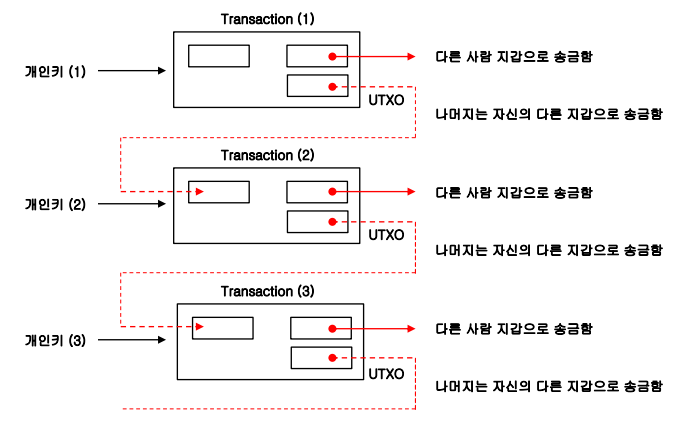 Transaction (1)
개인키 (1)
다른 사람 지갑으로 송금함
UTXO
나머지는 자신의 다른 지갑으로 송금함
Transaction (2)
개인키 (2)
다른 사람 지갑으로 송금함
UTXO
나머지는 자신의 다른 지갑으로 송금함
Transaction (3)
개인키 (3)
다른 사람 지갑으로 송금함
UTXO
나머지는 자신의 다른 지갑으로 송금함